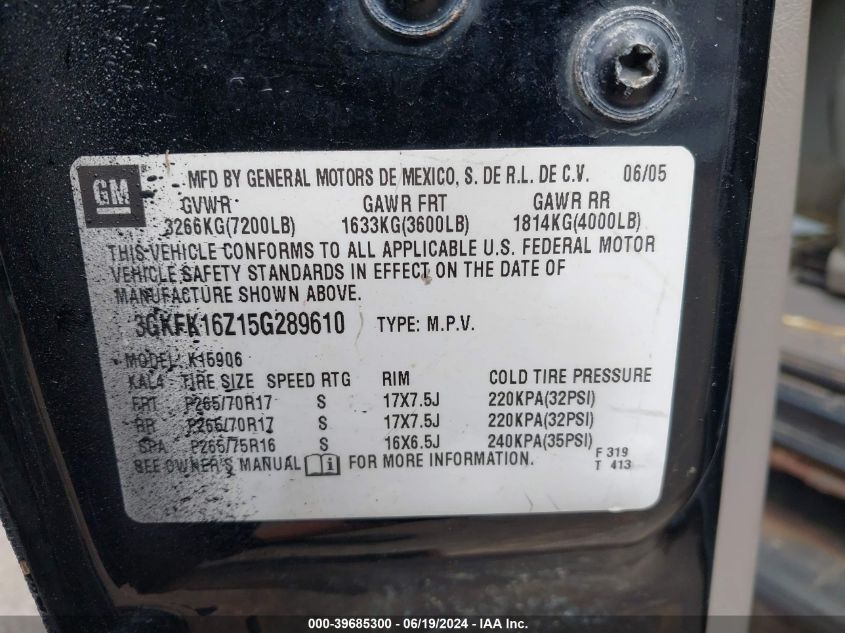 GM
MFD BY GENERAL MOTORS DE MEXICO, S. DE R.L. DE C.V. 06/05
GVWR GAWR FRT GAWR RR
3266KG(7200LB) 1633KG(3600LB) 1814KG(4000LB)
THIS VEHICLE CONFORMS TO ALL APPLICABLE U.S. FEDERAL MOTOR
VEHICLE SAFETY STANDARDS IN EFFECT ON THE DATE OF
MANUFACTURE SHOWN ABOVE.
3GKFK16Z15G289610 TYPE: M.P.V.
MODEL: K15906
KAL4 TIRE SIZE SPEED RTG RIM COLD TIRE PRESSURE
FRT P265/70R17 S 17X7.5J 220KPA(32PSI)
RR P265/70R17 S 17X7.5J 220KPA(32PSI)
SPA P265/75R16 S 16X6.5J 240KPA(35PSI)
SEE OWNER'S MANUAL FOR MORE INFORMATION.
F 319
T 413
000-39685300 - 06/19/2024 - IAA Inc.